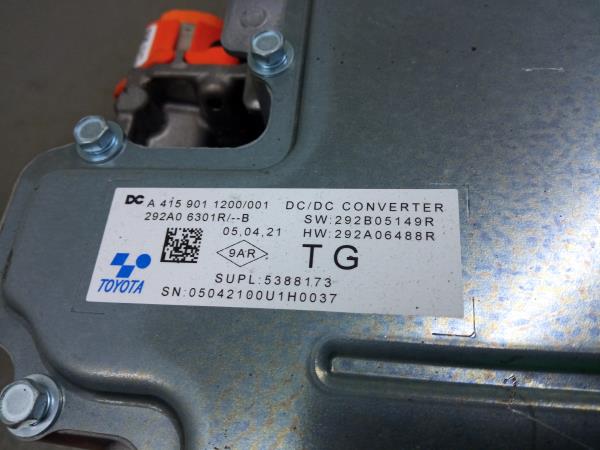 DC A 415 901 1200/001 DC/DC CONVERTER
292A0 6301R/--B SW:292B05149R
05,04,21 HW:292A06488R
9AR TG
TOYOTA
SUPL:5388173
SN:05042100U1H0037